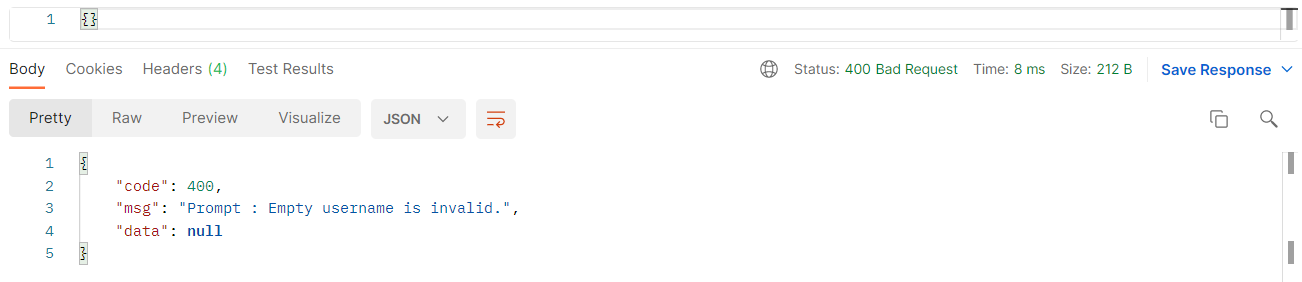 1 {}
Body Cookies Headers (4) Test Results Status: 400 Bad Request Time: 8 ms Size: 212 B Save Response
Pretty Raw Preview Visualize JSON
1 {
2 "code": 400,
3 "msg": "Prompt : Empty username is invalid.",
4 "data": null
5 }